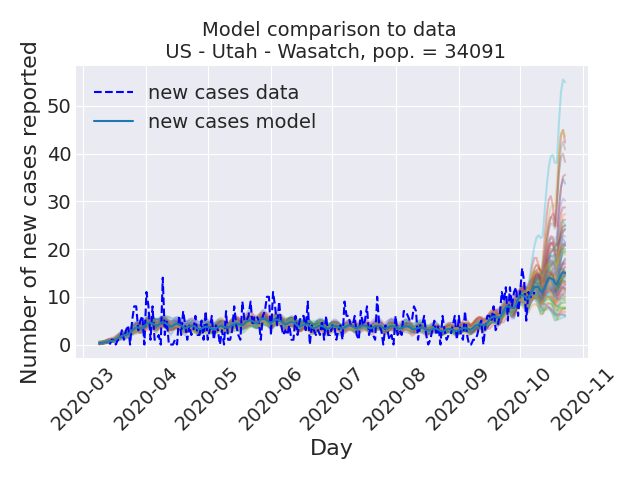 Model comparison to data
US - Utah - Wasatch, pop. = 34091
new cases data
new cases model
Number of new cases reported
50
40
30
20
10
0
2020-03
2020-04
2020-05
2020-06
2020-07
2020-08
2020-09
2020-10
2020-11
Day